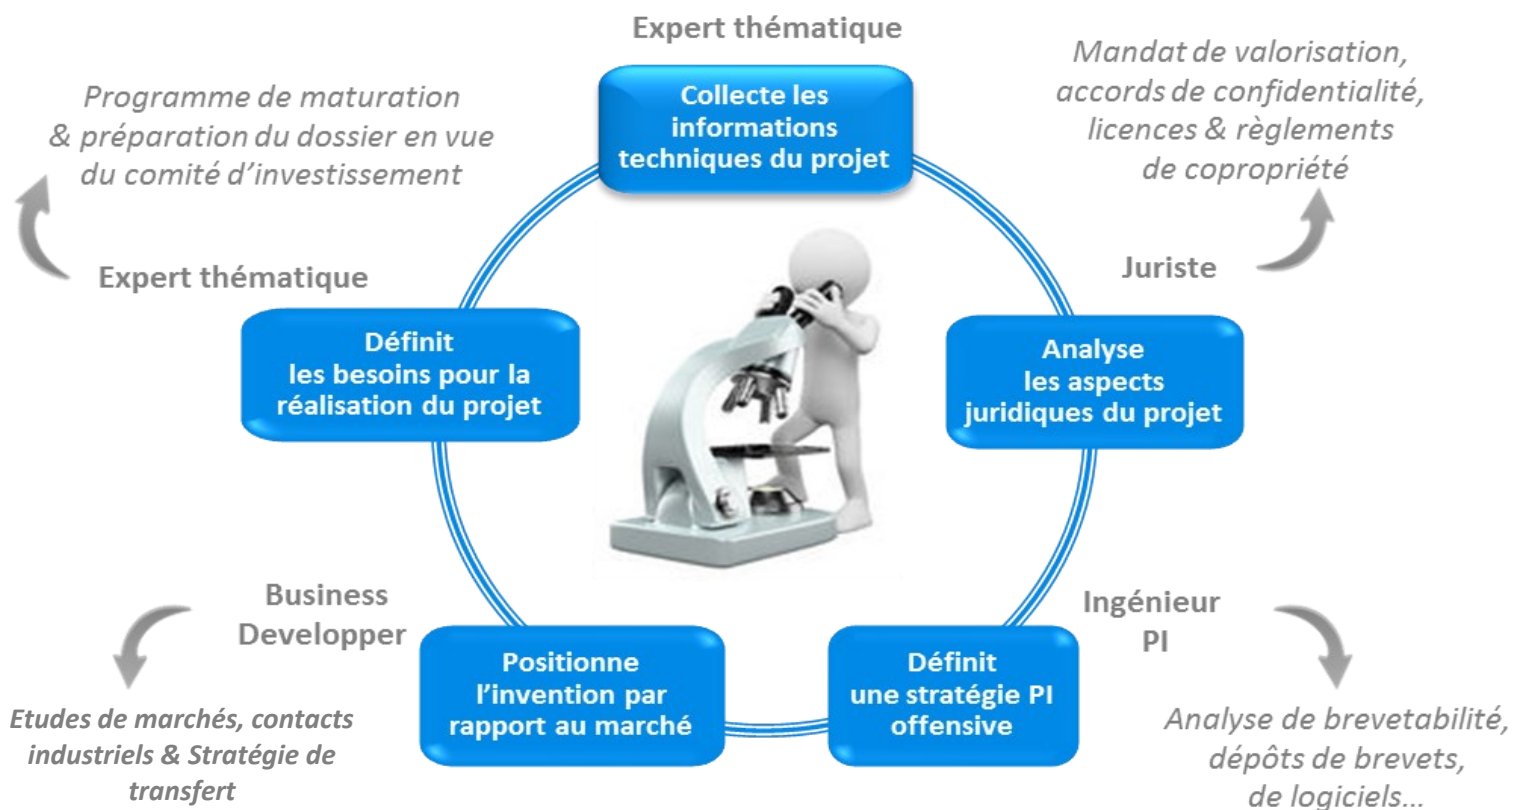 Expert thématique
Collecte les
informations
techniques du projet
Mandat de valorisation,
accords de confidentialité,
licences & règlements
de copropriété
Juriste
Analyse
les aspects
juridiques du projet
Ingénieur
PI
Définit
une stratégie PI
offensive
Analyse de brevetabilité,
dépôts de brevets,
de logiciels...
Business
Developper
Positionne
l'invention par
rapport au marché
Etudes de marchés, contacts
industriels & Stratégie de
transfert
Expert thématique
Définit
les besoins pour la
réalisation du projet
Programme de maturation
& préparation du dossier en vue
du comité d'investissement